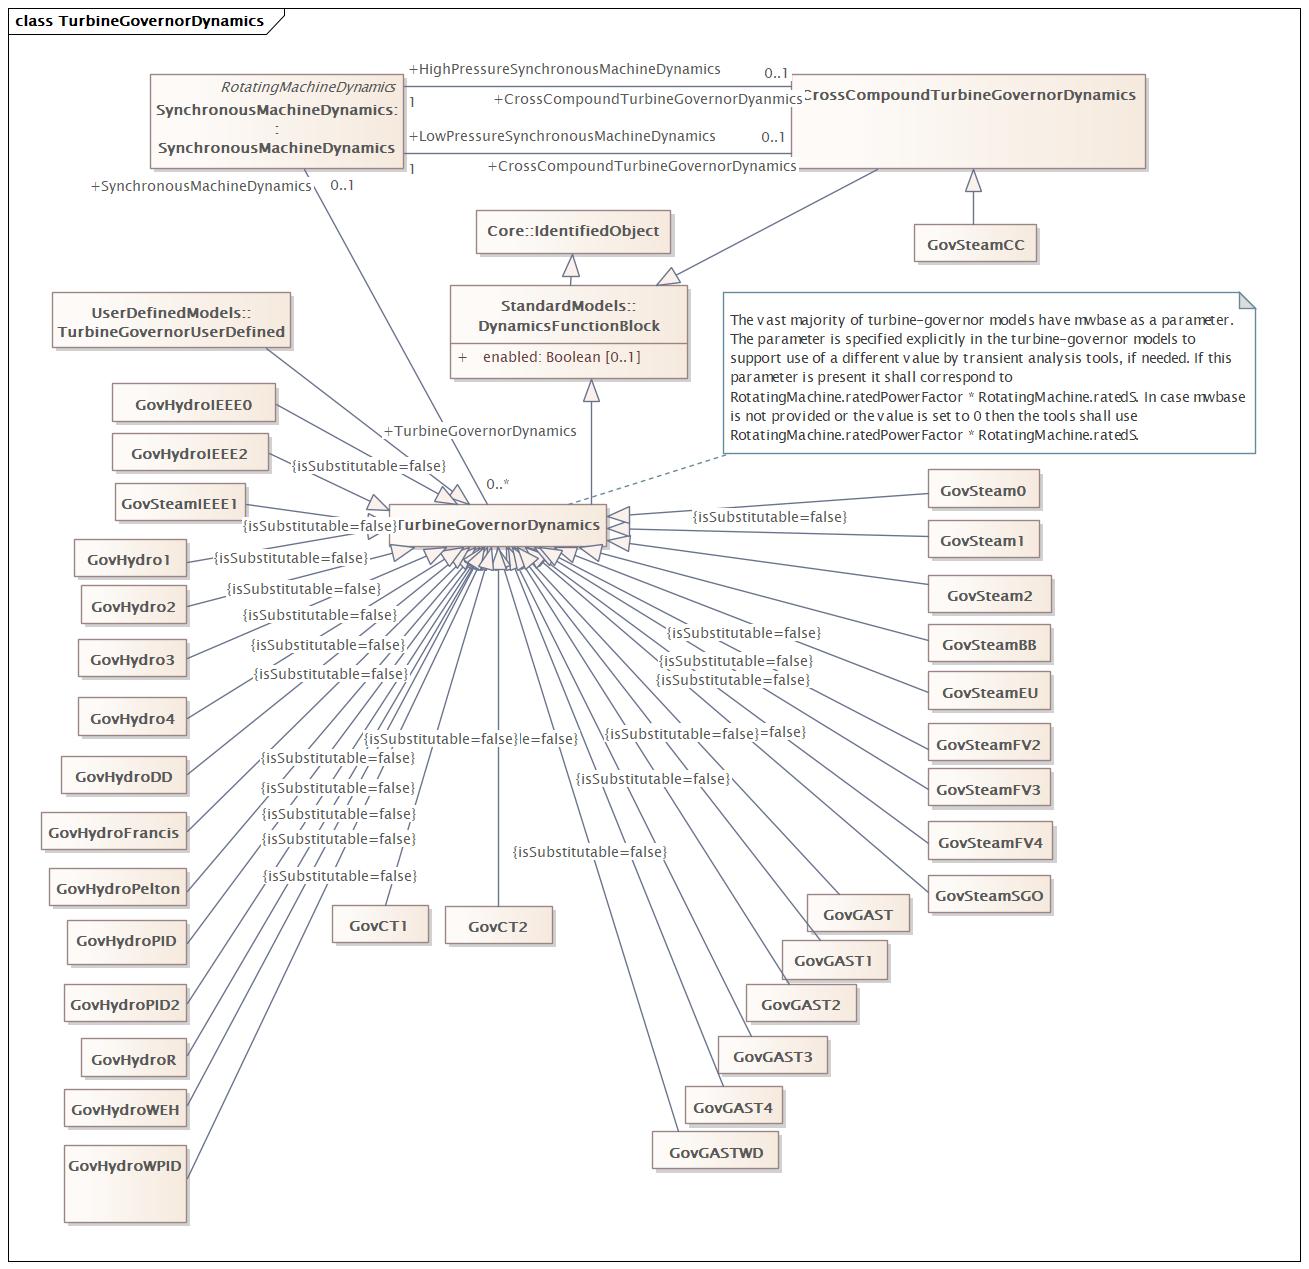 class TurbineGovernorDynamics
+HighPressureSynchronousMachineDynamics
0..1
RotatingMachineDynamics
SynchronousMachineDynamics:
:
SynchronousMachineDynamics
1
+CrossCompoundTurbineGovernorDyanmics
CrossCompoundTurbineGovernorDynamics
+LowPressureSynchronousMachineDynamics
0..1
1
+CrossCompoundTurbineGovernorDynamics
+SynchronousMachineDynamics
0..1
Core::IdentifiedObject
GovSteamCC
StandardModels::
DynamicsFunctionBlock
+ enabled: Boolean [0..1]
UserDefinedModels::
TurbineGovernorUserDefined
The vast majority of turbine-governor models have mwbase as a parameter.
The parameter is specified explicitly in the turbine-governor models to
support use of a different value by transient analysis tools, if needed. If this
parameter is present it shall correspond to
RotatingMachine.ratedPowerFactor * RotatingMachine.ratedS. In case mwbase
is not provided or the value is set to 0 then the tools shall use
RotatingMachine.ratedPowerFactor * RotatingMachine.ratedS.
GovHydroIEEE0
+TurbineGovernorDynamics
GovHydroIEEE2
{isSubstitutable=false}
0..*
GovSteamIEEE1
{isSubstitutable=false}
TurbineGovernorDynamics
GovSteam0
{isSubstitutable=false}
GovSteam1
GovHydro1
{isSubstitutable=false}
GovHydro2
{isSubstitutable=false}
GovSteam2
{isSubstitutable=false}
{isSubstitutable=false}
GovSteamBB
GovHydro3
{isSubstitutable=false}
{isSubstitutable=false}
{isSubstitutable=false}
{isSubstitutable=false}
GovSteamEU
GovHydro4
{isSubstitutable=false}
le=false}
{isSubstitutable=false}
=false}
GovSteamFV2
GovHydroDD
{isSubstitutable=false}
{isSubstitutable=false}
GovSteamFV3
{isSubstitutable=false}
{isSubstitutable=false}
GovHydroFrancis
{isSubstitutable=false}
GovSteamFV4
{isSubstitutable=false}
{isSubstitutable=false}
GovHydroPelton
GovSteamSGO
GovCT1
GovCT2
GovGAST
GovHydroPID
GovGAST1
GovHydroPID2
GovGAST2
GovHydroR
GovGAST3
GovHydroWEH
GovGAST4
GovGASTWD
GovHydroWPID